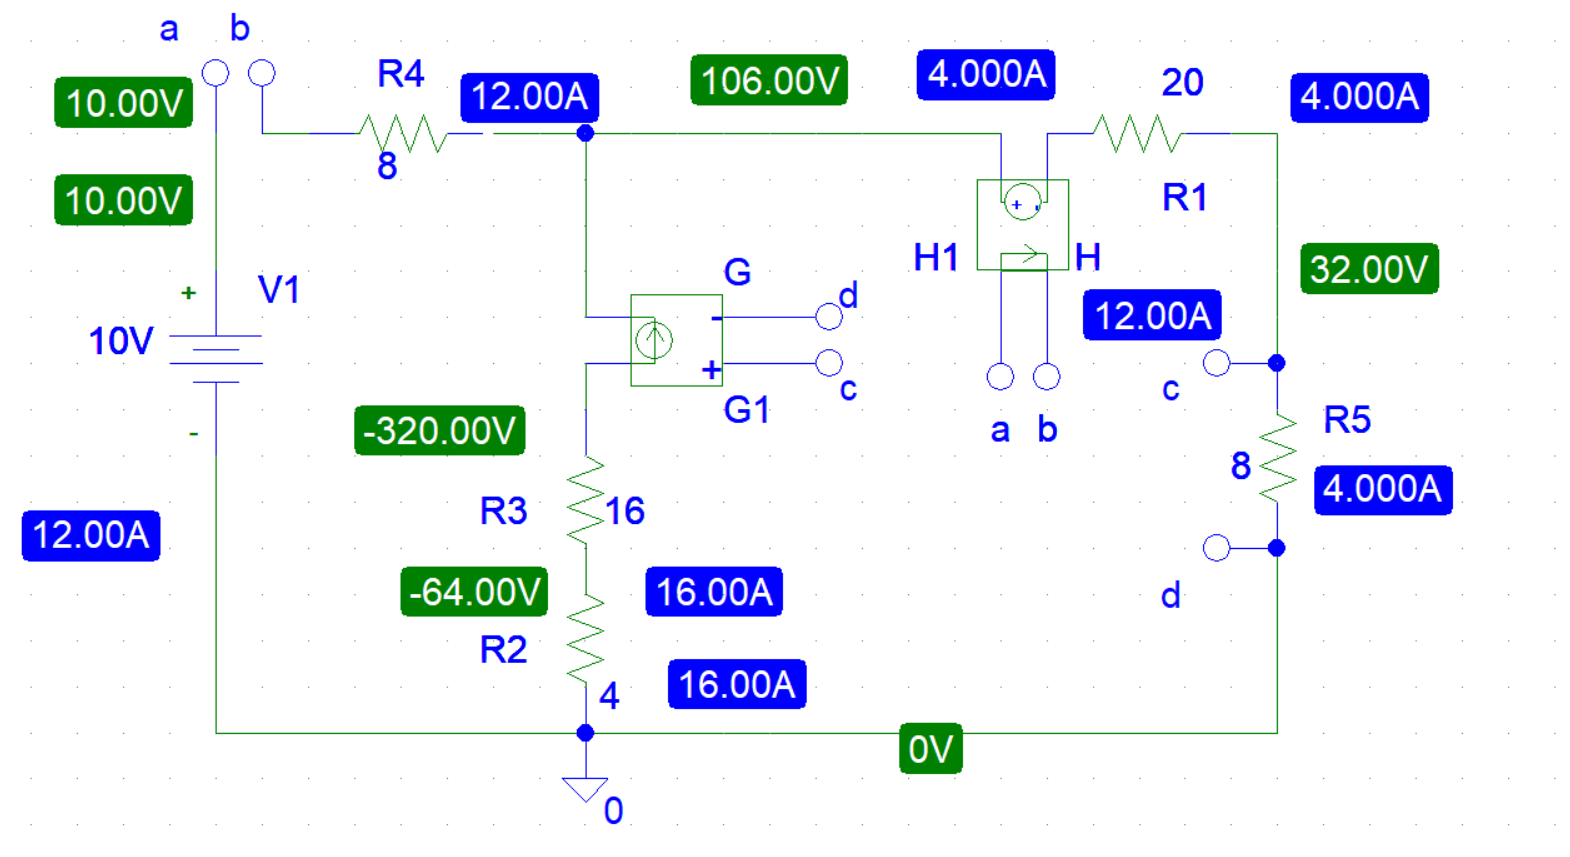 a b
10.00V
R4
12.00A
106.00V
4.000A
20
4.000A
8
10.00V
R1
+
V1
10V
-
G
d
-
+
c
G1
+ -
H1
H
12.00A
a b
32.00V
c
R5
8
4.000A
d
-320.00V
R3
16
12.00A
-64.00V
16.00A
R2
4
16.00A
0V
0